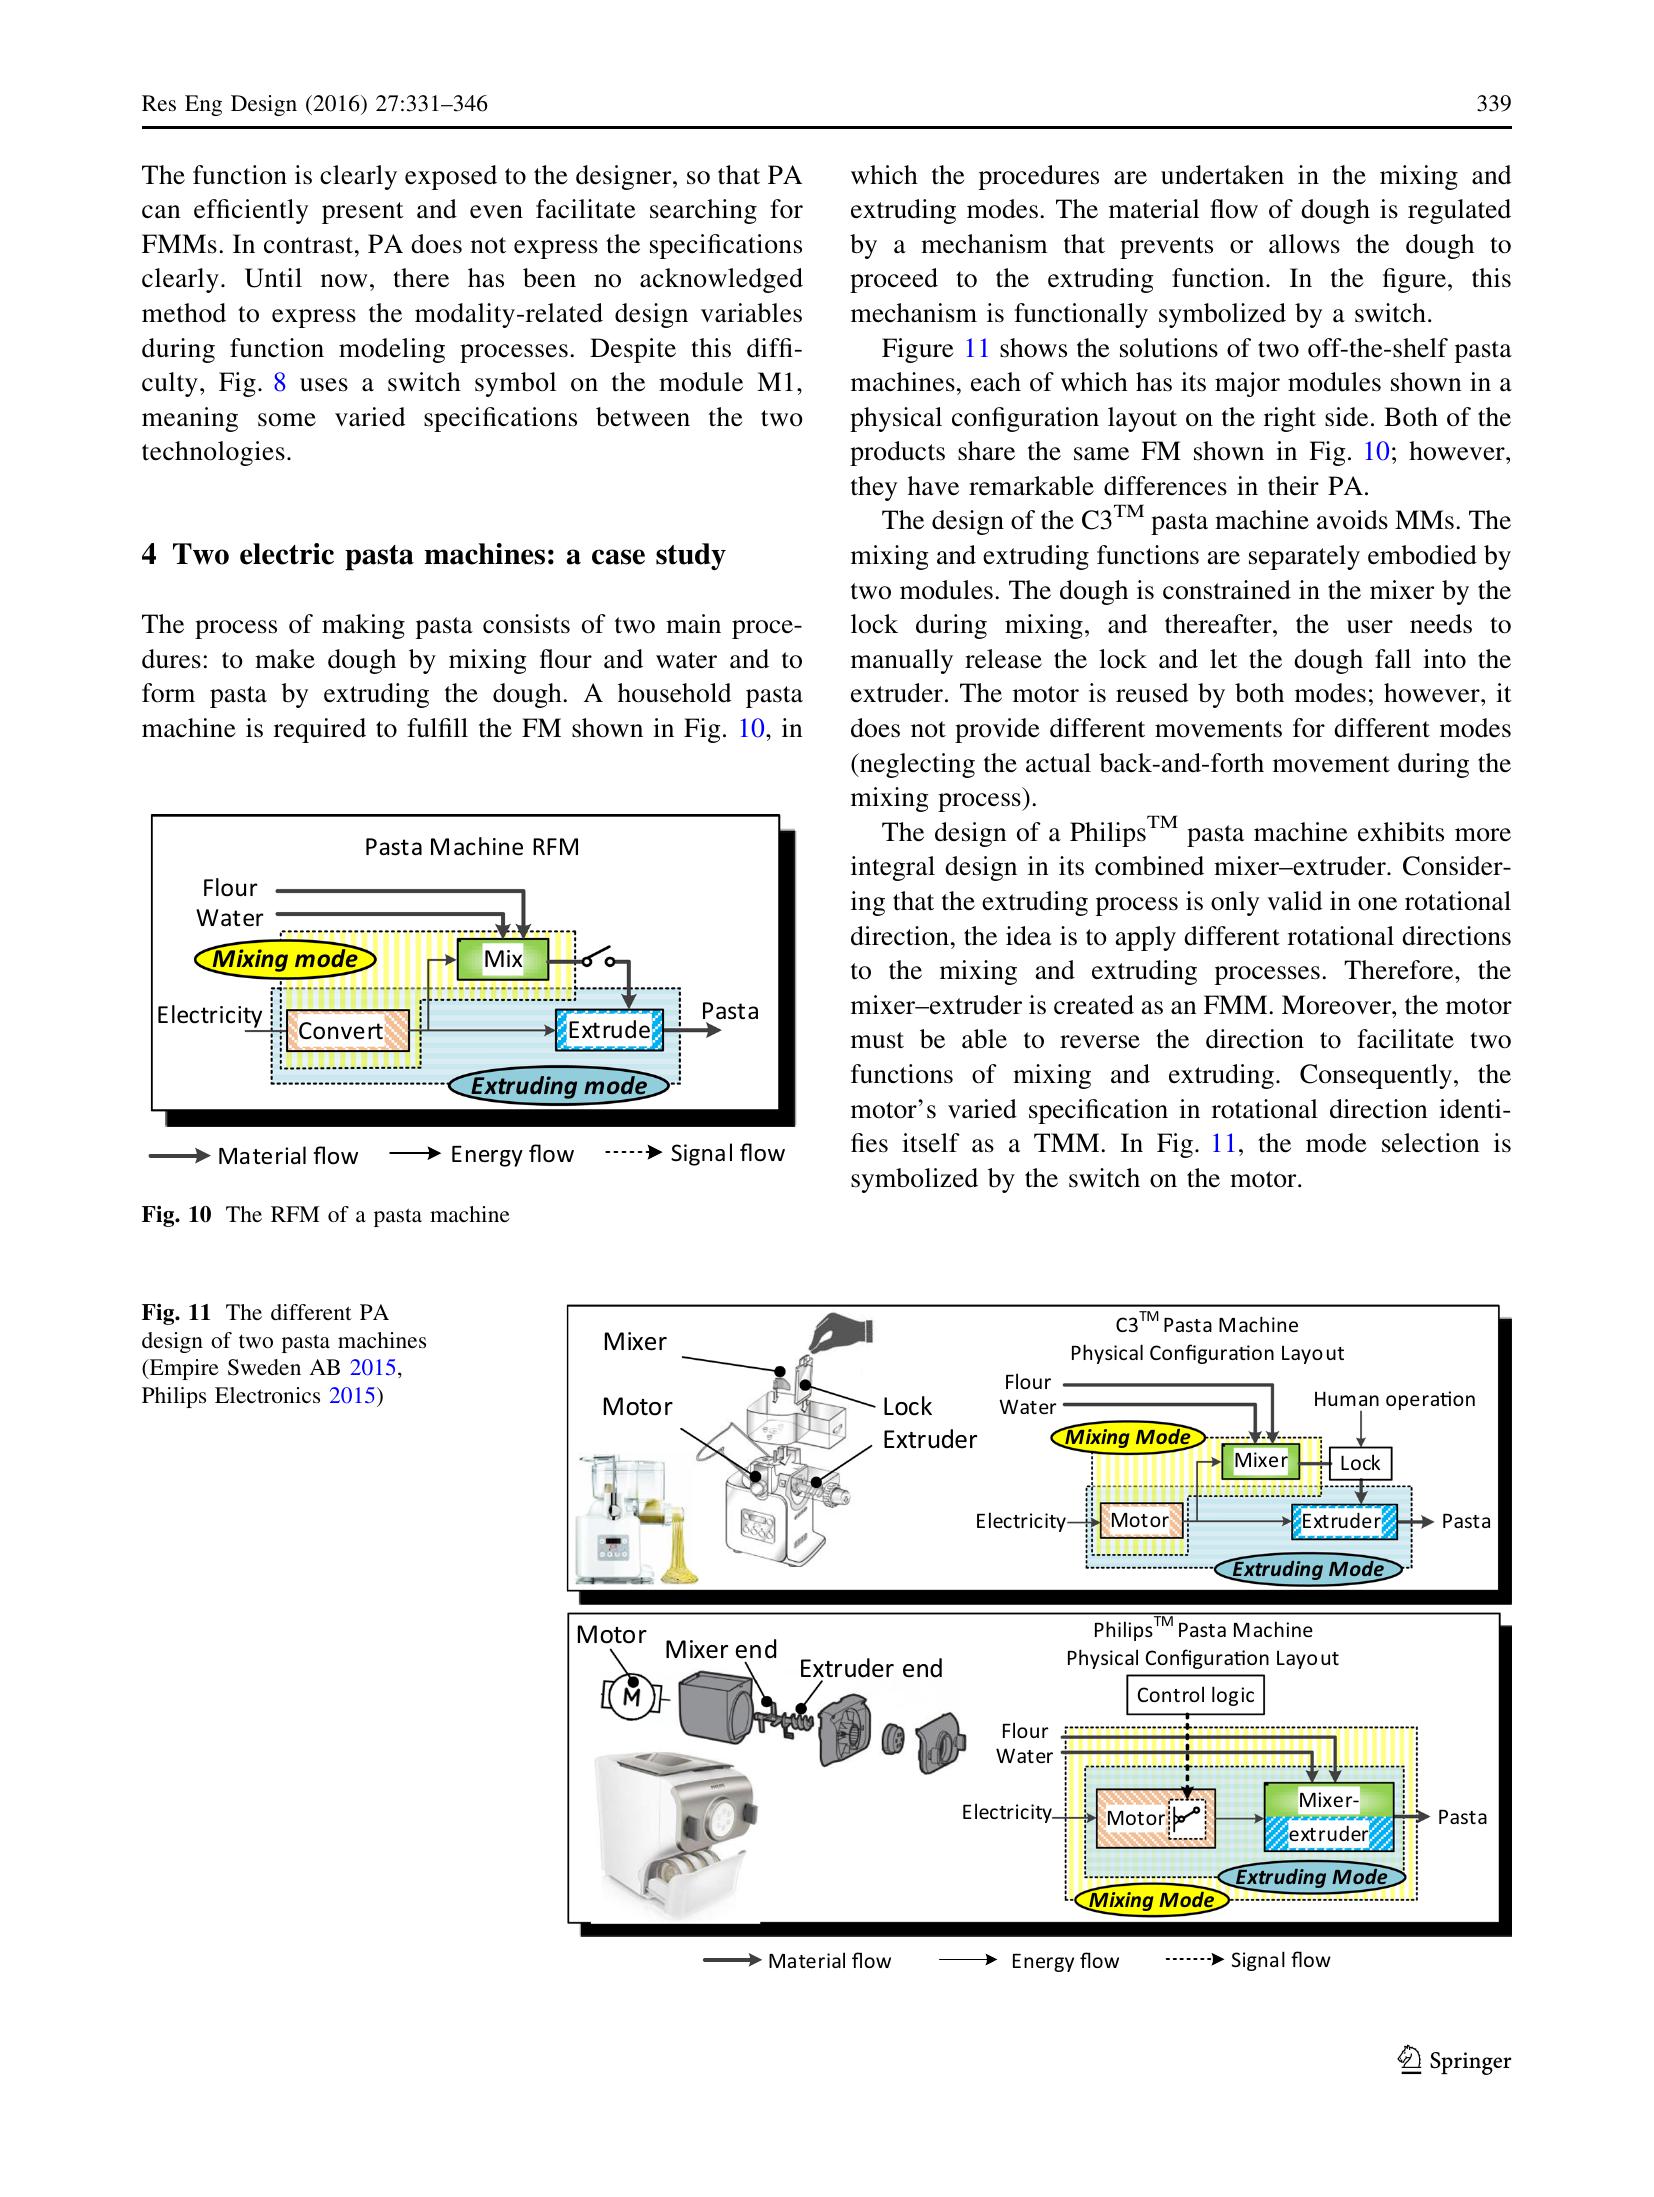 Res Eng Design (2016) 27:331–346
339
The function is clearly exposed to the designer, so that PA
can efficiently present and even facilitate searching for
FMMs. In contrast, PA does not express the specifications
clearly. Until now, there has been no acknowledged
method to express the modality-related design variables
during function modeling processes. Despite this diffi-
culty, Fig. 8 uses a switch symbol on the module M1,
meaning some varied specifications between the two
technologies.
4 Two electric pasta machines: a case study
The process of making pasta consists of two main proce-
dures: to make dough by mixing flour and water and to
form pasta by extruding the dough. A household pasta
machine is required to fulfill the FM shown in Fig. 10, in
Pasta Machine RFM
Flour
Water
Mixing mode
Mix
Electricity
Convert
Extrude
Pasta
Extruding mode
Material flow
Energy flow
Signal flow
Fig. 10 The RFM of a pasta machine
which the procedures are undertaken in the mixing and
extruding modes. The material flow of dough is regulated
by a mechanism that prevents or allows the dough to
proceed to the extruding function. In the figure, this
mechanism is functionally symbolized by a switch.
Figure 11 shows the solutions of two off-the-shelf pasta
machines, each of which has its major modules shown in a
physical configuration layout on the right side. Both of the
products share the same FM shown in Fig. 10; however,
they have remarkable differences in their PA.
The design of the C3™ pasta machine avoids MMs. The
mixing and extruding functions are separately embodied by
two modules. The dough is constrained in the mixer by the
lock during mixing, and thereafter, the user needs to
manually release the lock and let the dough fall into the
extruder. The motor is reused by both modes; however, it
does not provide different movements for different modes
(neglecting the actual back-and-forth movement during the
mixing process).
The design of a Philips™ pasta machine exhibits more
integral design in its combined mixer–extruder. Consider-
ing that the extruding process is only valid in one rotational
direction, the idea is to apply different rotational directions
to the mixing and extruding processes. Therefore, the
mixer–extruder is created as an FMM. Moreover, the motor
must be able to reverse the direction to facilitate two
functions of mixing and extruding. Consequently, the
motor's varied specification in rotational direction identi-
fies itself as a TMM. In Fig. 11, the mode selection is
symbolized by the switch on the motor.
Fig. 11 The different PA
design of two pasta machines
(Empire Sweden AB 2015,
Philips Electronics 2015)
Mixer
Motor
Lock
Extruder
C3™ Pasta Machine
Physical Configuration Layout
Flour
Water
Human operation
Mixing Mode
Mixer
Lock
Electricity
Motor
Extruder
Pasta
Extruding Mode
Motor
Mixer end
Extruder end
M
Philips™ Pasta Machine
Physical Configuration Layout
Control logic
Flour
Water
Electricity
Motor
Mixer-
extruder
Pasta
Extruding Mode
Mixing Mode
Material flow
Energy flow
Signal flow
Springer